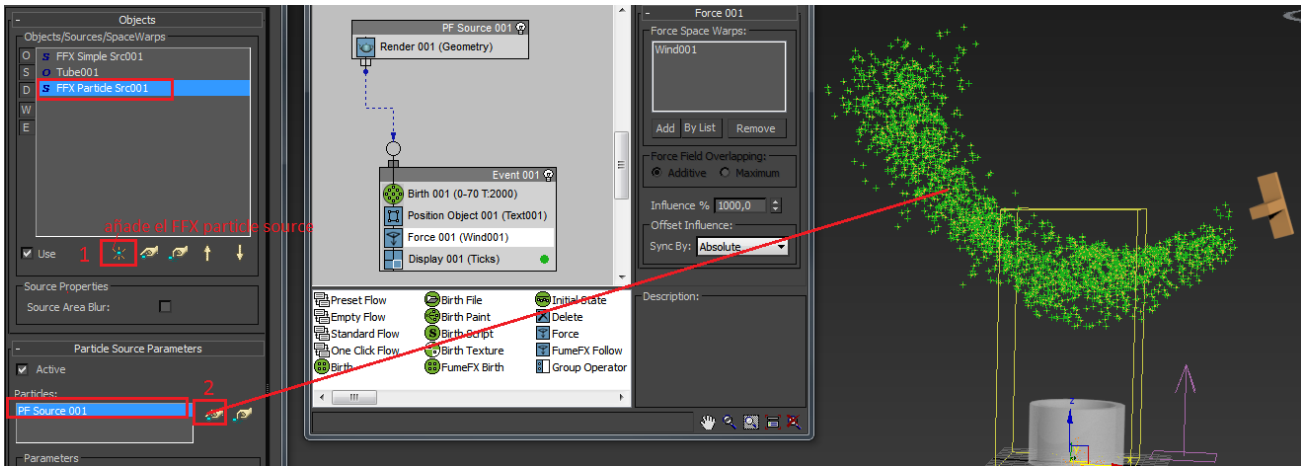 Objects
Objects/Sources/SpaceWarps
O
S
D
W
E
S FFX Simple Src001
O Tube001
S FFX Particle Src001
añade el FFX particle source
Use
1
Source Properties
Source Area Blur:
Particle Source Parameters
Active
2
Particles:
PF Source 001
Parameters
PF Source 001
Render 001 (Geometry)
Event 001
Birth 001 (0-70 T:2000)
Position Object 001 (Text001)
Force 001 (Wind001)
Display 001 (Ticks)
Preset Flow
Empty Flow
Standard Flow
One Click Flow
Birth
Birth File
Birth Paint
Birth Script
Birth Texture
FumeFX Birth
Initial State
Delete
Force
FumeFX Follow
Group Operator
Force 001
Force Space Warps:
Wind001
Add By List Remove
Force Field Overlapping:
Additive Maximum
Influence % 1000,0
Offset Influence:
Sync By: Absolute
Description:
z
y